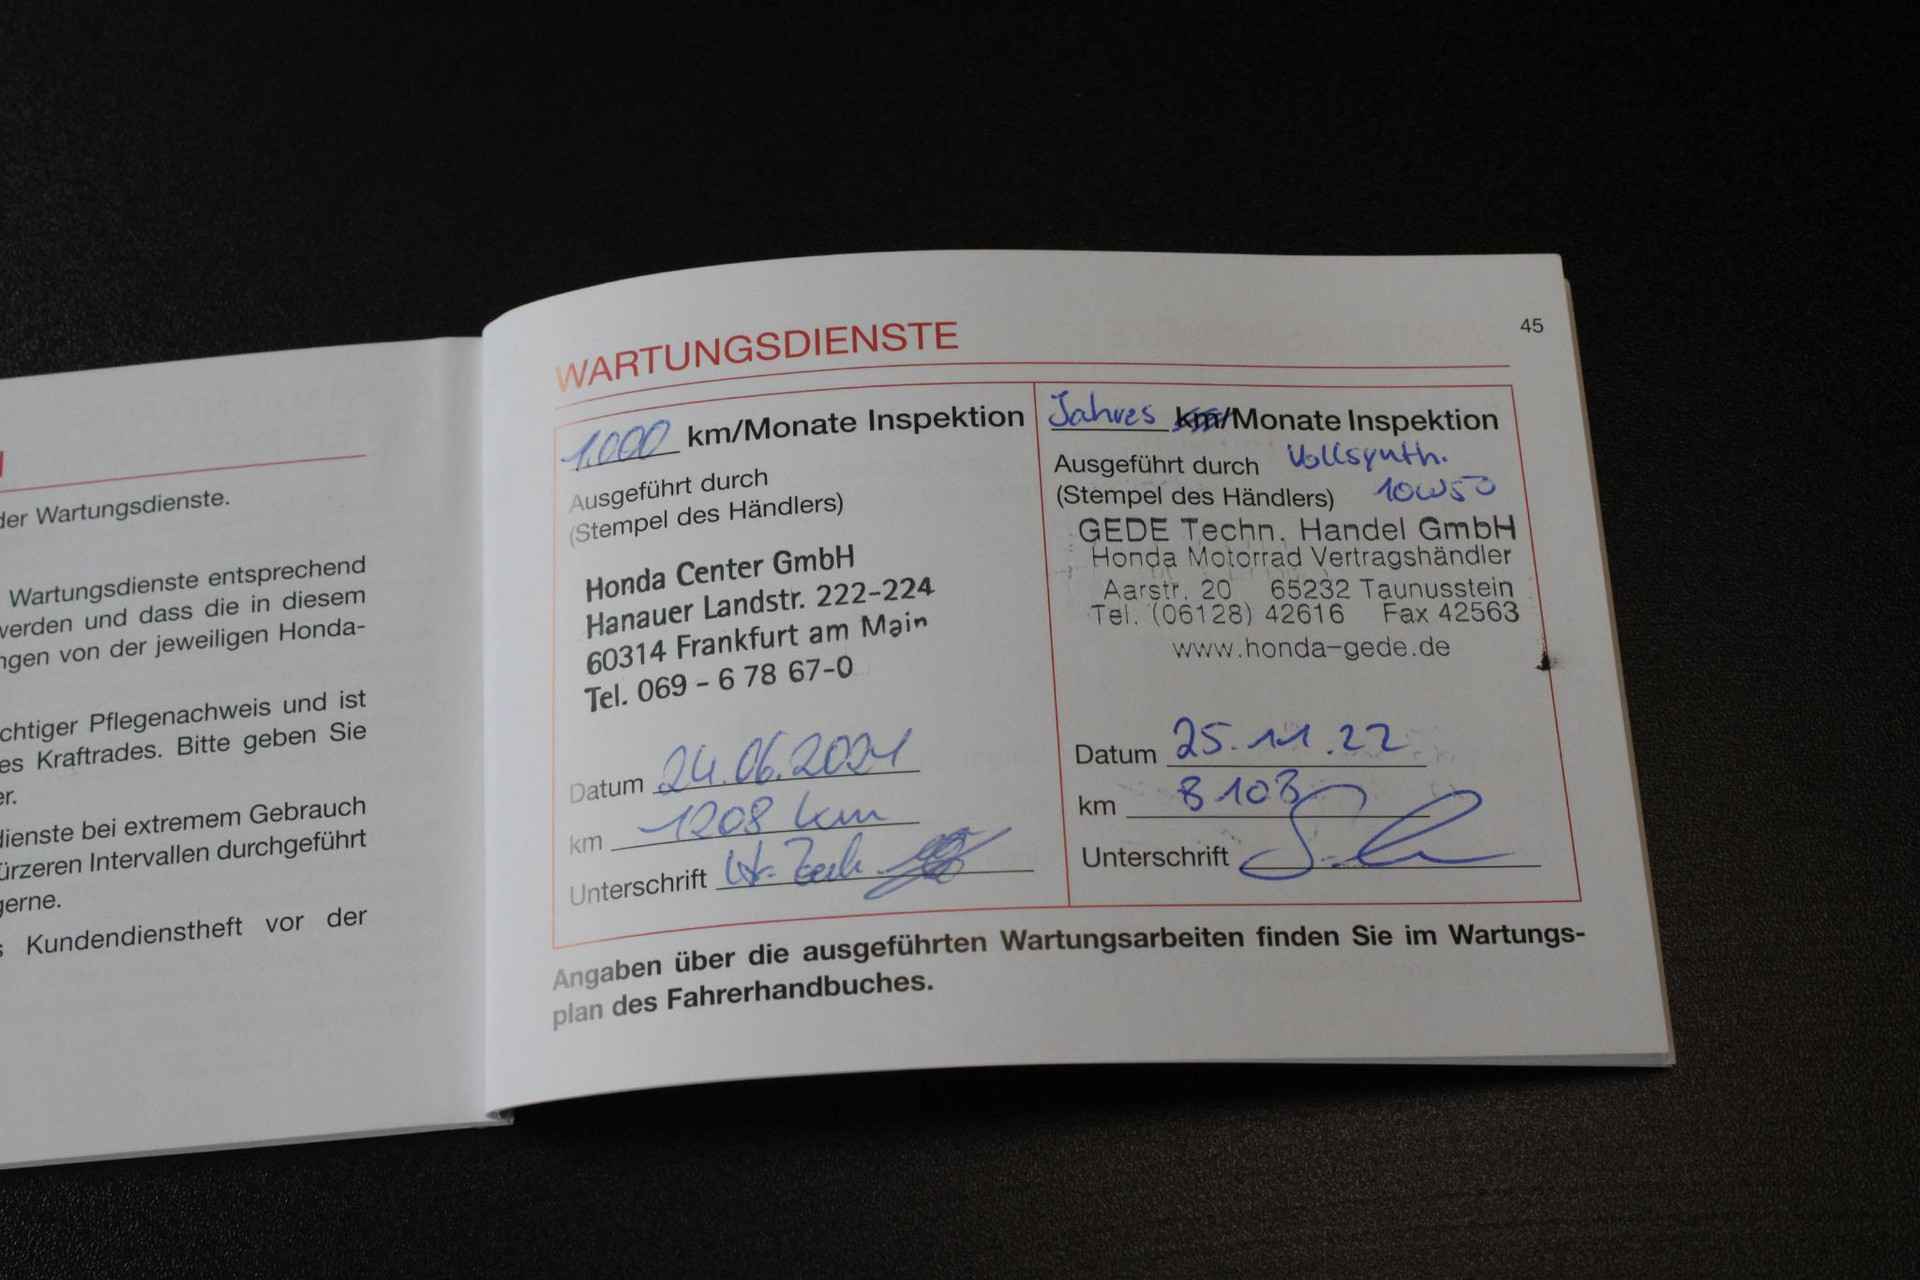 der Wartungsdienste.
Wartungsdienste entsprechend
werden und dass die in diesem
ngen von der jeweiligen Honda-
chtiger Pflegenachweis und ist
es Kraftrades. Bitte geben Sie
er.
dienste bei extremem Gebrauch
ürzeren Intervallen durchgeführt
gerne.
s Kundendienstheft vor der
45
WARTUNGSDIENSTE
1.000 km/Monate Inspektion
Ausgeführt durch
(Stempel des Händlers)
Honda Center GmbH
Hanauer Landstr. 222-224
60314 Frankfurt am Main
Tel. 069 - 6 78 67-0
Datum 24.06.2021
km 1208 km
Unterschrift
Jahres km/Monate Inspektion
Ausgeführt durch Vollsynth.
(Stempel des Händlers) 10W50
GEDE Techn. Handel GmbH
Honda Motorrad Vertragshändler
Aarstr. 20 65232 Taunusstein
Tel. (06128) 42616 Fax 42563
www.honda-gede.de
Datum 25.11.22
km 8108
Unterschrift
Angaben über die ausgeführten Wartungsarbeiten finden Sie im Wartungs-
plan des Fahrerhandbuches.